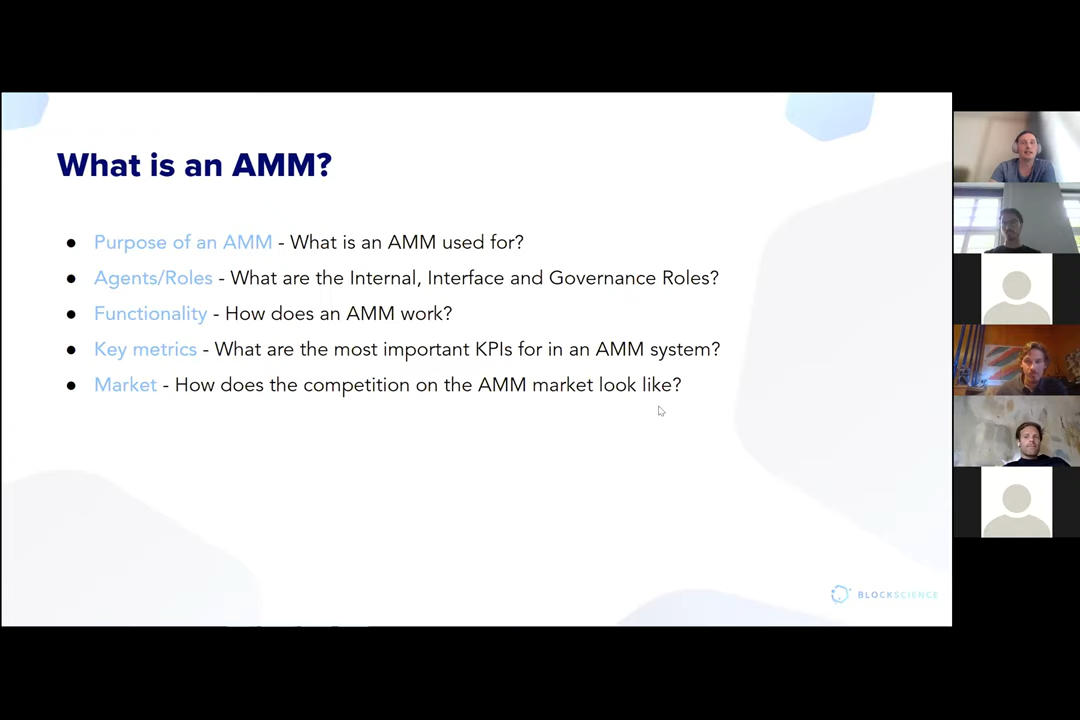 What is an AMM?
● Purpose of an AMM - What is an AMM used for?
● Agents/Roles - What are the Internal, Interface and Governance Roles?
● Functionality - How does an AMM work?
● Key metrics - What are the most important KPIs for in an AMM system?
● Market - How does the competition on the AMM market look like?
BLOCKSCIENCE